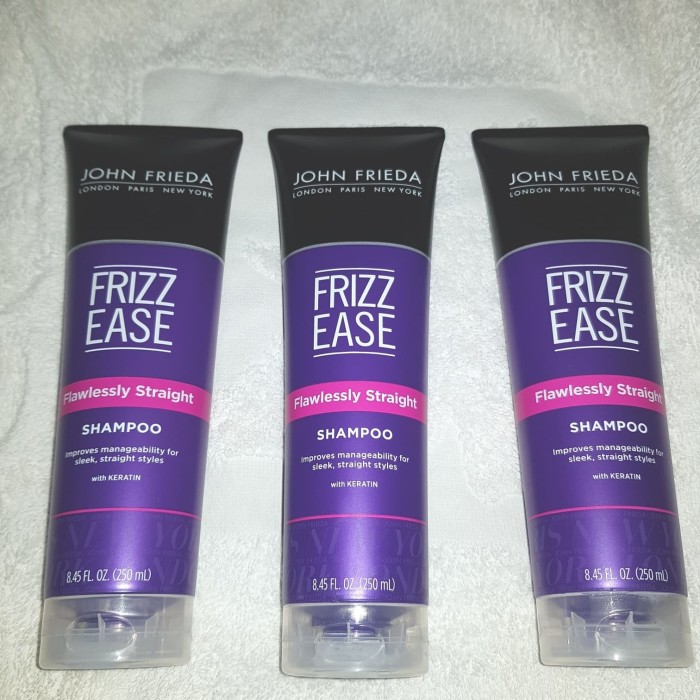 JOHN FRIEDA
LONDON PARIS NEW YORK
FRIZZ
EASE
Flawlessly Straight
SHAMPOO
Improves manageability for
sleek, straight styles
with KERATIN
8.45 FL. OZ. (250 mL)
JOHN FRIEDA
LONDON PARIS NEW YORK
FRIZZ
EASE
Flawlessly Straight
SHAMPOO
Improves manageability for
sleek, straight styles
with KERATIN
8.45 FL. OZ. (250 mL)
JOHN FRIEDA
LONDON PARIS NEW YORK
FRIZZ
EASE
Flawlessly Straight
SHAMPOO
Improves manageability for
sleek, straight styles
with KERATIN
8.45 FL. OZ. (250 mL)